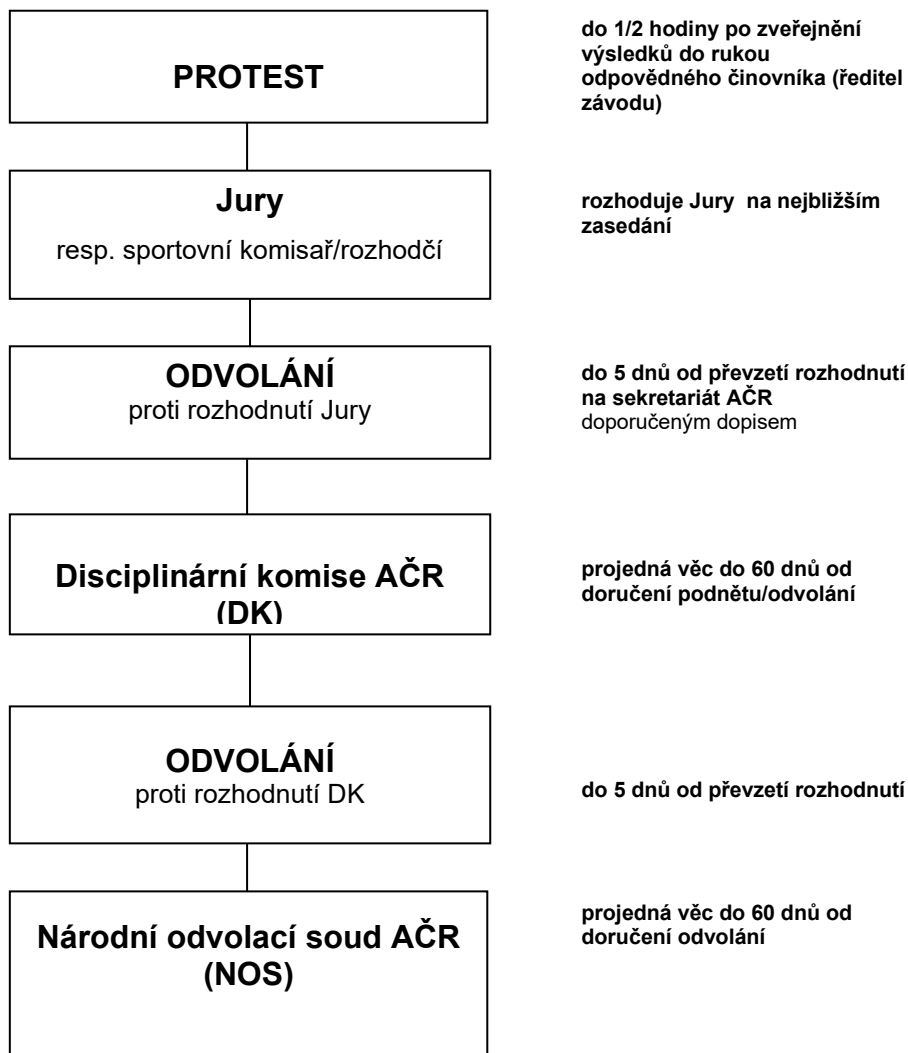 PROTEST
do 1/2 hodiny po zveřejnění
výsledků do rukou
odpovědného činovníka (ředitel
závodu)
Jury
resp. sportovní komisař/rozhodčí
rozhoduje Jury na nejbližším
zasedání
ODVOLÁNÍ
proti rozhodnutí Jury
do 5 dnů od převzetí rozhodnutí
na sekretariát AČR
doporučeným dopisem
Disciplinární komise AČR
(DK)
projedná věc do 60 dnů od
doručení podnětu/odvolání
ODVOLÁNÍ
proti rozhodnutí DK
do 5 dnů od převzetí rozhodnutí
Národní odvolací soud AČR
(NOS)
projedná věc do 60 dnů od
doručení odvolání